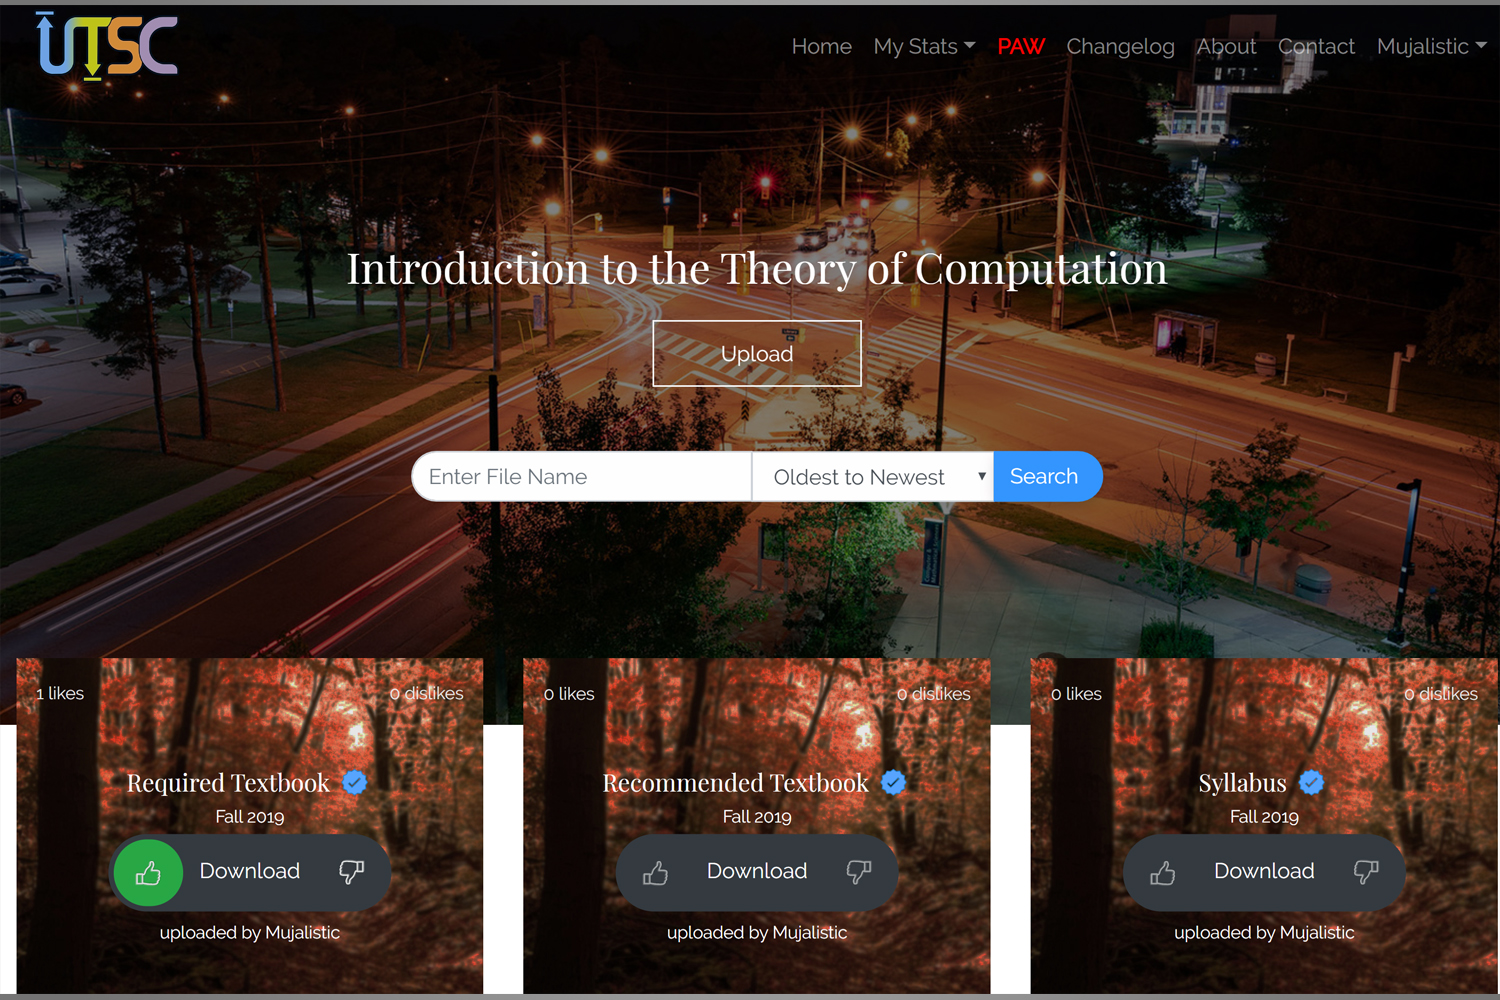 UTSC
Home My Stats PAW Changelog About Contact Mujalistic
Introduction to the Theory of Computation
Upload
Enter File Name Oldest to Newest Search
1 likes 0 dislikes
Required Textbook
Fall 2019
Download
uploaded by Mujalistic
0 likes 0 dislikes
Recommended Textbook
Fall 2019
Download
uploaded by Mujalistic
0 likes 0 dislikes
Syllabus
Fall 2019
Download
uploaded by Mujalistic